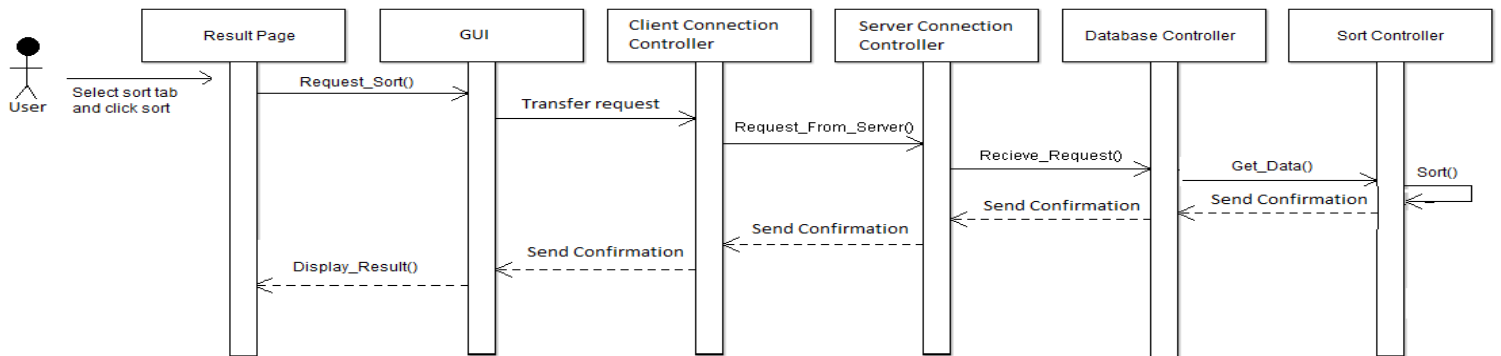 Result Page
GUI
Client Connection
Controller
Server Connection
Controller
Database Controller
Sort Controller
User
Select sort tab
and click sort
Request_Sort()
Transfer request
Request_From_Server()
Recieve_Request()
Get_Data()
Sort()
Send Confirmation
Send Confirmation
Send Confirmation
Send Confirmation
Display_Result()